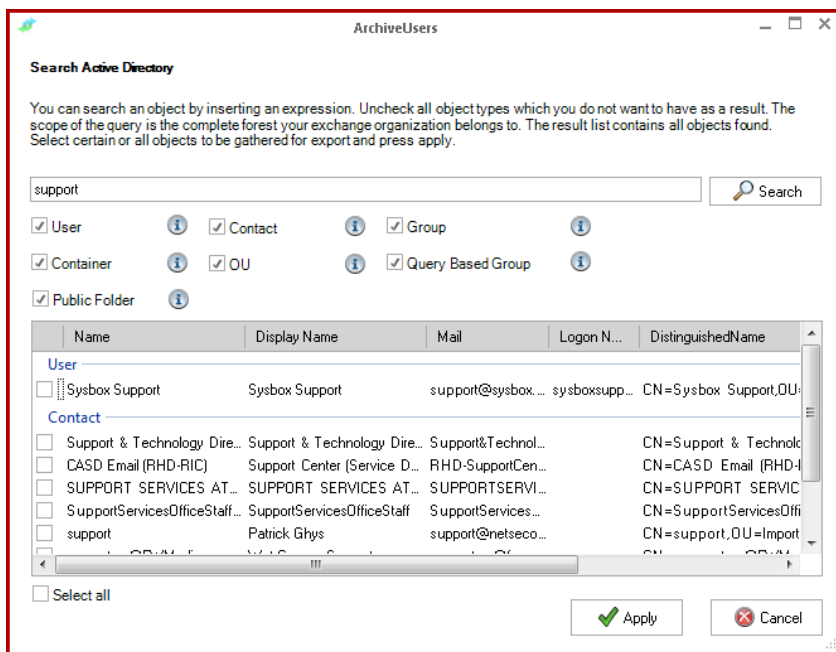 ArchiveUsers
Search Active Directory
You can search an object by inserting an expression. Uncheck all object types which you do not want to have as a result. The
scope of the query is the complete forest your exchange organization belongs to. The result list contains all objects found.
Select certain or all objects to be gathered for export and press apply.
support Search
User Contact Group
Container OU Query Based Group
Public Folder
Name Display Name Mail Logon N... DistinguishedName
User
Sysbox Support Sysbox Support support@sysbox.... sysboxsupp... CN=Sysbox Support,OU=
Contact
Support & Technology Dire... Support & Technology Dire... Support&Technol... CN=Support & Technolo
CASD Email (RHD-RIC) Support Center (Service D... RHD-SupportCen... CN=CASD Email (RHD-
SUPPORT SERVICES AT... SUPPORT SERVICES AT... SUPPORTSERVI... CN=SUPPORT SERVIC
SupportServicesOfficeStaff... SupportServicesOfficeStaff SupportServices... CN=SupportServicesOffi
support Patrick Ghys support@netseco... CN=support,OU=Import
Select all
Apply Cancel